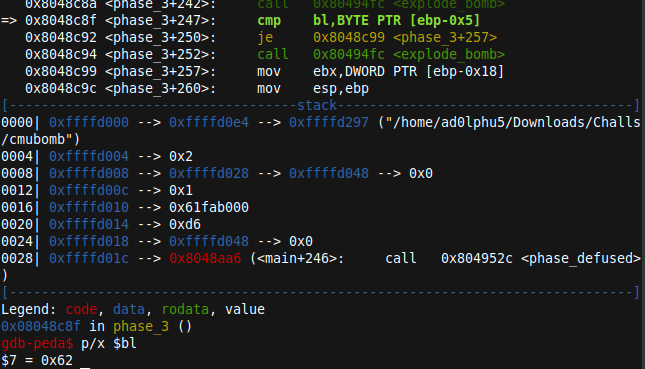 0x8048c8a <phase_3+242>: call 0x80494fc <explode_bomb>
=> 0x8048c8f <phase_3+247>: cmp bl,BYTE PTR [ebp-0x5]
0x8048c92 <phase_3+250>: je 0x8048c99 <phase_3+257>
0x8048c94 <phase_3+252>: call 0x80494fc <explode_bomb>
0x8048c99 <phase_3+257>: mov ebx,DWORD PTR [ebp-0x18]
0x8048c9c <phase_3+260>: mov esp,ebp
[------------------------------------stack-------------------------------------]
0000| 0xffffd000 --> 0xffffd0e4 --> 0xffffd297 ("/home/ad0lphu5/Downloads/Challs
/cmubomb")
0004| 0xffffd004 --> 0x2
0008| 0xffffd008 --> 0xffffd028 --> 0xffffd048 --> 0x0
0012| 0xffffd00c --> 0x1
0016| 0xffffd010 --> 0x61fab000
0020| 0xffffd014 --> 0xd6
0024| 0xffffd018 --> 0xffffd048 --> 0x0
0028| 0xffffd01c --> 0x8048aa6 (<main+246>: call 0x804952c <phase_defused>
)
[------------------------------------------------------------------------------]
Legend: code, data, rodata, value
0x08048c8f in phase_3 ()
gdb-peda$ p/x $bl
$7 = 0x62